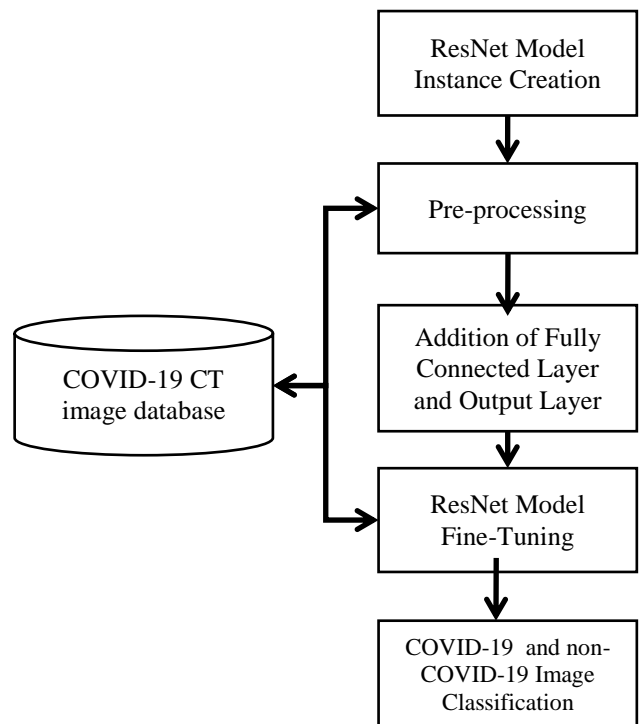 ResNet Model
Instance Creation
Pre-processing
Addition of Fully
Connected Layer
and Output Layer
COVID-19 CT
image database
ResNet Model
Fine-Tuning
COVID-19 and non-
COVID-19 Image
Classification